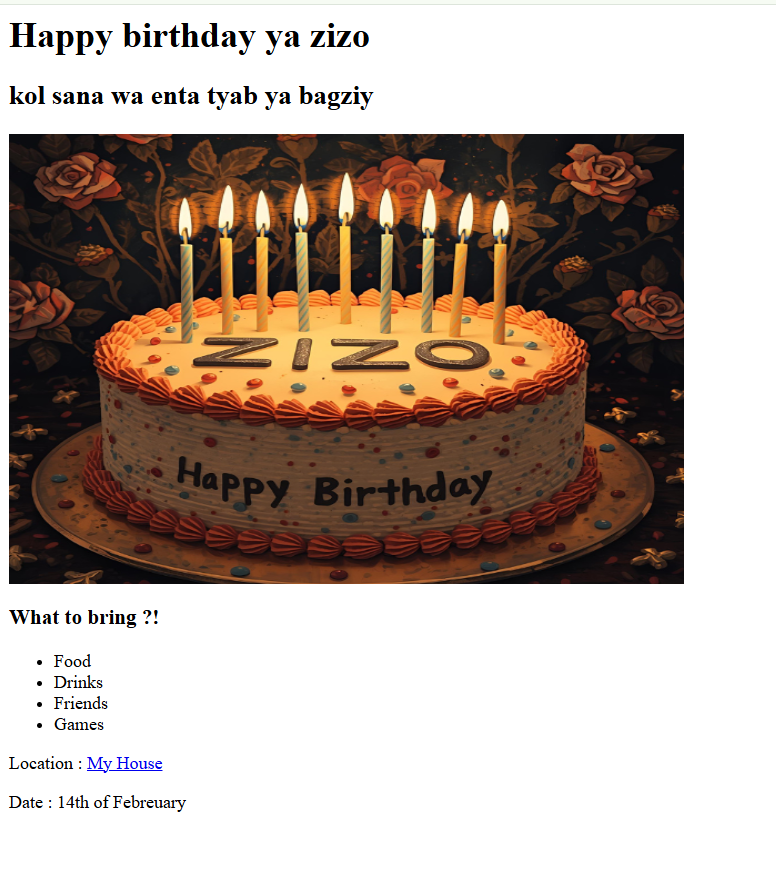 Happy birthday ya zizo
kol sana wa enta tyab ya bagziy
ZIZO
Happy Birthday
What to bring ?!
Food
Drinks
Friends
Games
Location : My House
Date : 14th of Febreuary